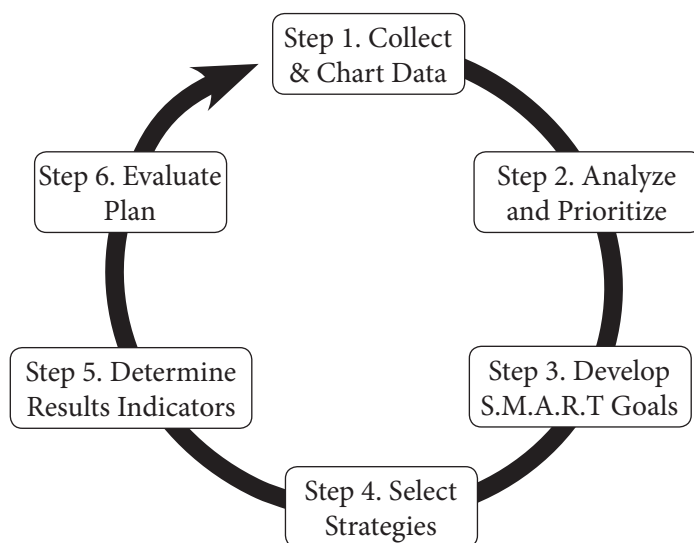 Step 1. Collect
& Chart Data
Step 2. Analyze
and Prioritize
Step 3. Develop
S.M.A.R.T Goals
Step 4. Select
Strategies
Step 5. Determine
Results Indicators
Step 6. Evaluate
Plan